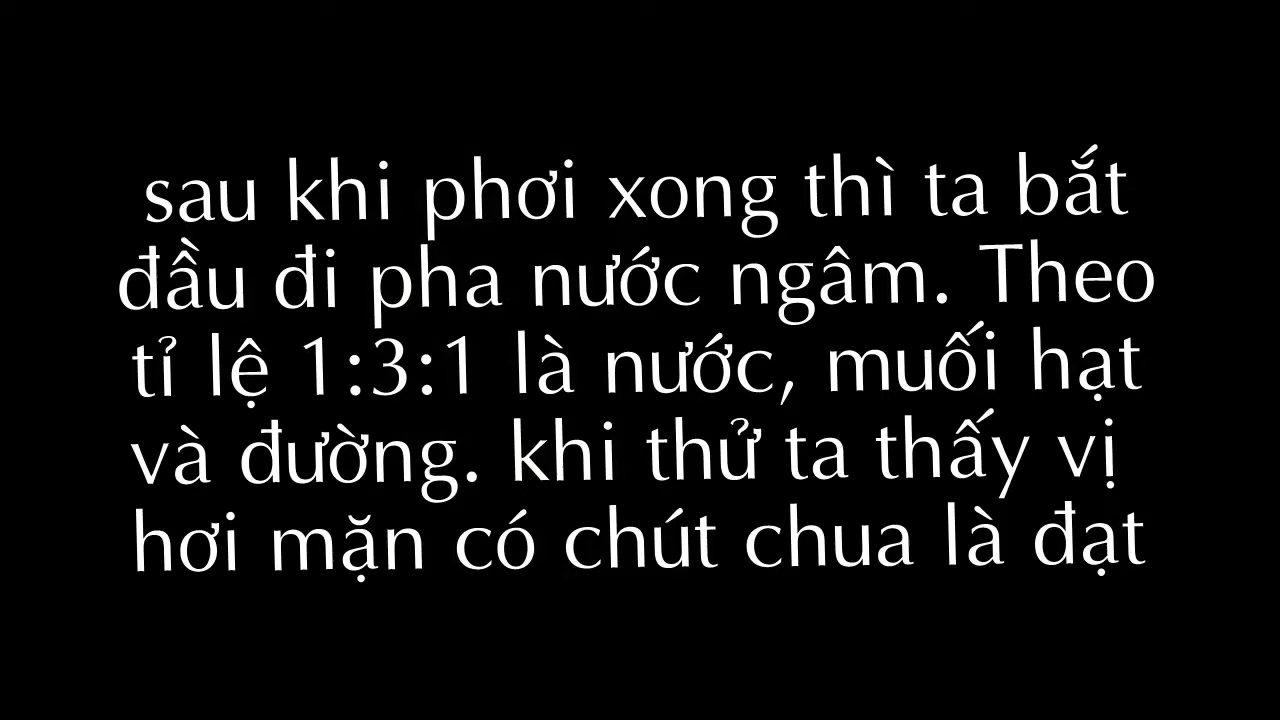 sau khi phơi xong thì ta bắt
đầu đi pha nước ngâm. Theo
tỉ lệ 1:3:1 là nước, muối hạt
và đường. khi thử ta thấy vị
hơi mặn có chút chua là đạt